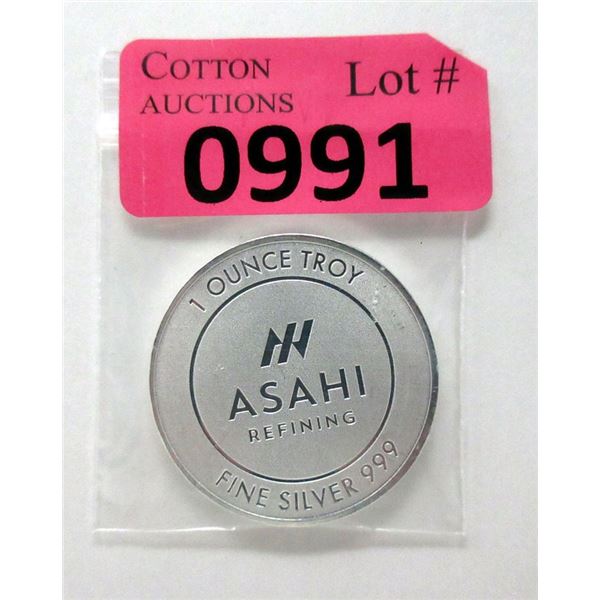 COTTON
AUCTIONS
Lot #
0991
1 OUNCE TROY
ASAHI
REFINING
FINE SILVER 999